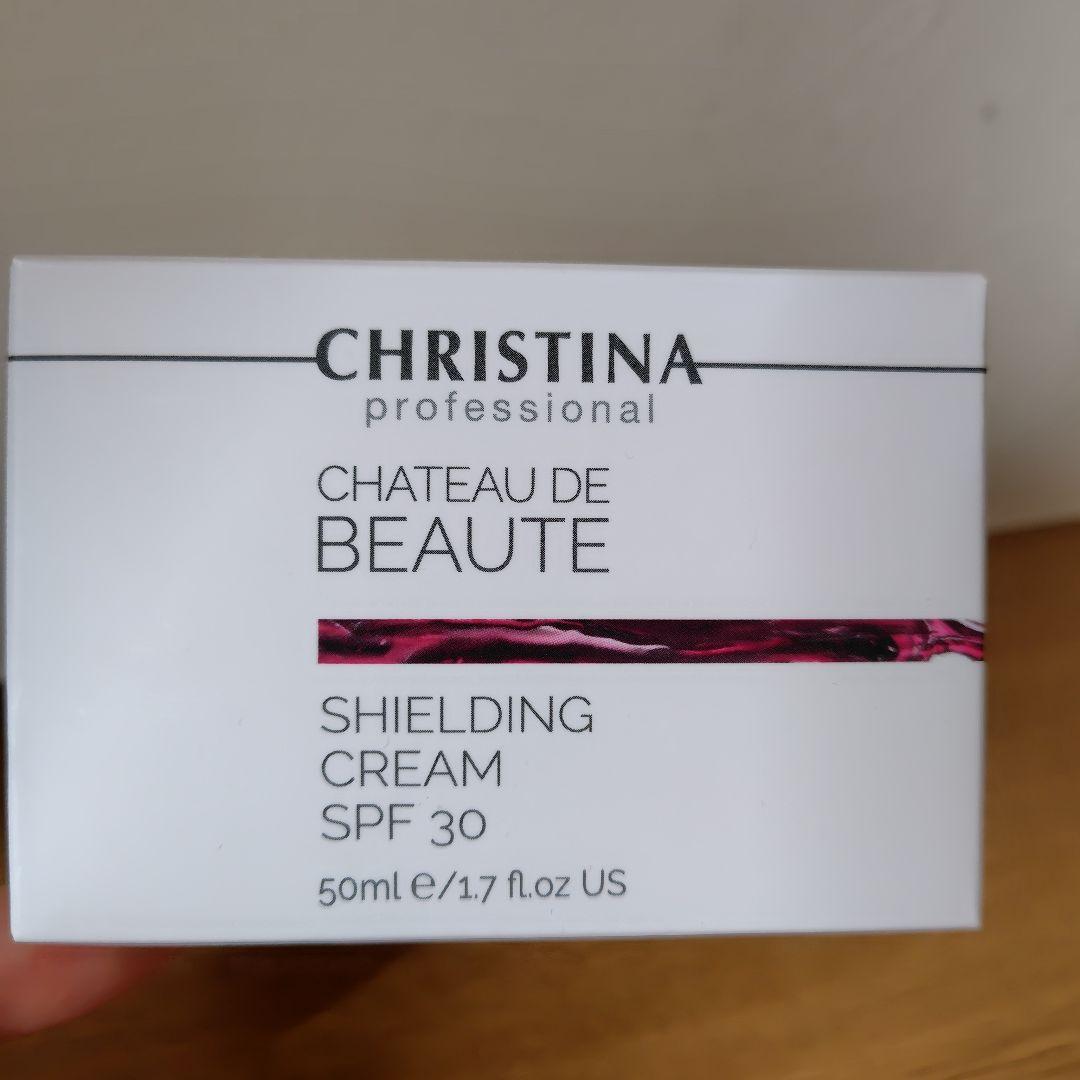 CHRISTINA
professional
CHATEAU DE
BEAUTE
SHIELDING
CREAM
SPF 30
50ml e/1.7 fl.oz US